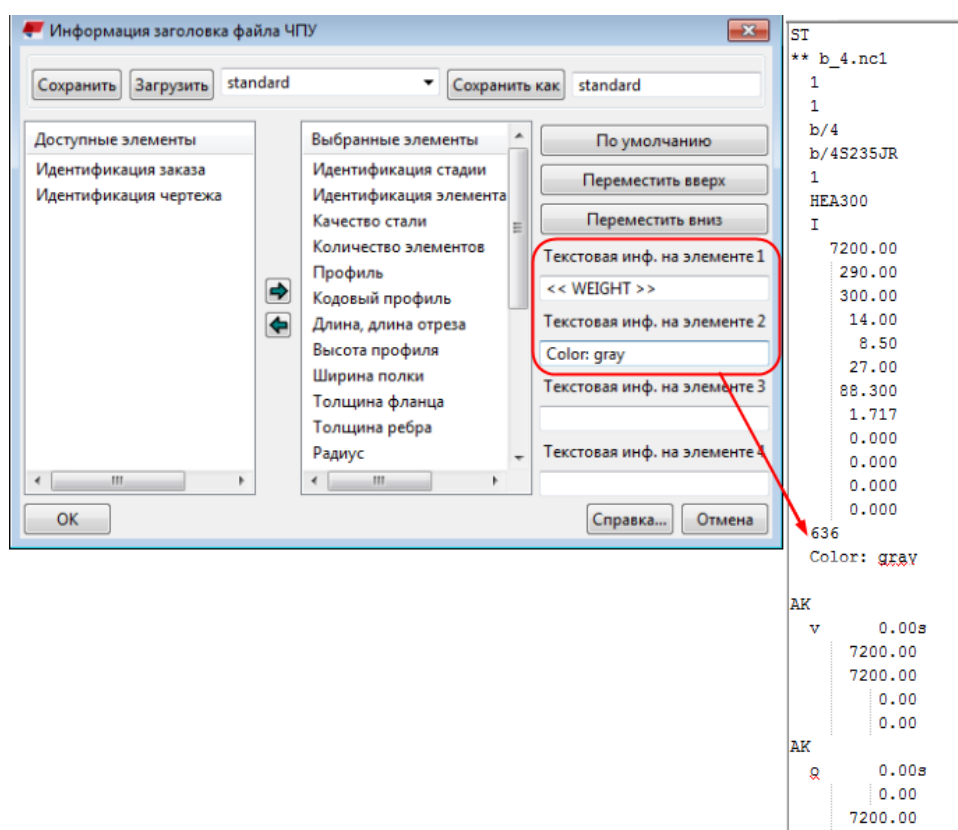 Информация заголовка файла ЧПУ
Сохранить
Загрузить
standard
Сохранить как
standard
Доступные элементы
Идентификация заказа
Идентификация чертежа
Выбранные элементы
Идентификация стадии
Идентификация элемента
Качество стали
Количество элементов
Профиль
Кодовый профиль
Длина, длина отреза
Высота профиля
Ширина полки
Толщина фланца
Толщина ребра
Радиус
По умолчанию
Переместить вверх
Переместить вниз
Текстовая инф. на элементе 1
<< WEIGHT >>
Текстовая инф. на элементе 2
Color: gray
Текстовая инф. на элементе 3
Текстовая инф. на элементе 4
OK
Справка...
Отмена
ST
** b_4.nc1
1
1
b/4
b/4S235JR
1
HEA300
I
7200.00
290.00
300.00
14.00
8.50
27.00
88.300
1.717
0.000
0.000
0.000
0.000
636
Color: gray
AK
v 0.00s
7200.00
7200.00
0.00
0.00
AK
o 0.00s
0.00
7200.00